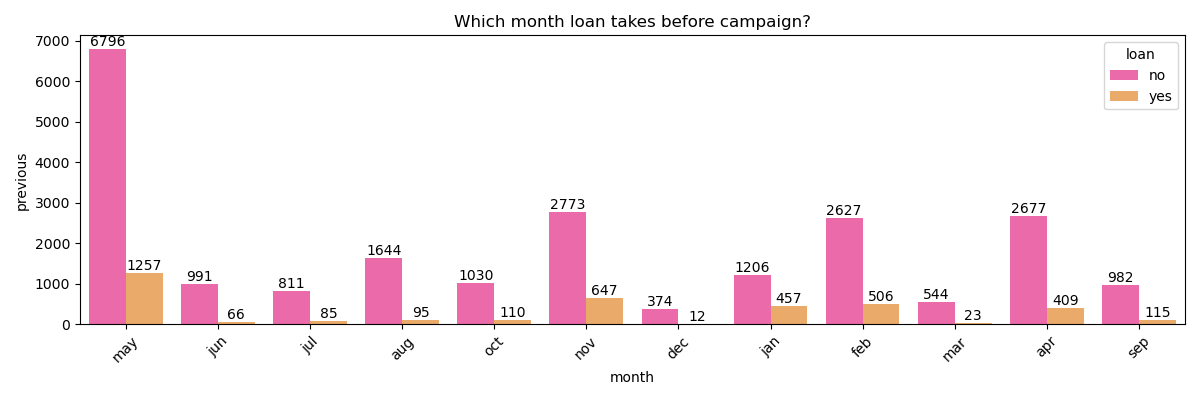 Which month loan takes before campaign?
previous
7000
6000
5000
4000
3000
2000
1000
0
6796
1257
991
66
811
85
1644
95
1030
110
2773
647
374
12
1206
457
2627
506
544
23
2677
409
982
115
loan
no
yes
may
jun
jul
aug
oct
nov
dec
jan
feb
mar
apr
sep
month